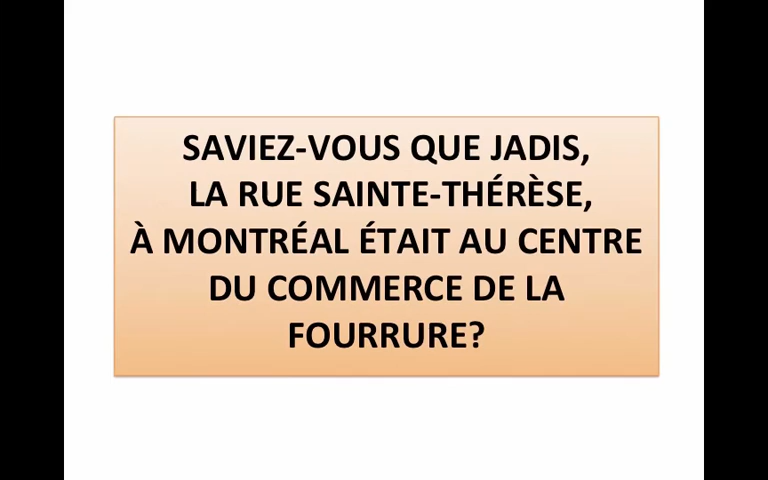 SAVIEZ-VOUS QUE JADIS,
LA RUE SAINTE-THÉRÈSE,
À MONTRÉAL ÉTAIT AU CENTRE
DU COMMERCE DE LA
FOURRURE?